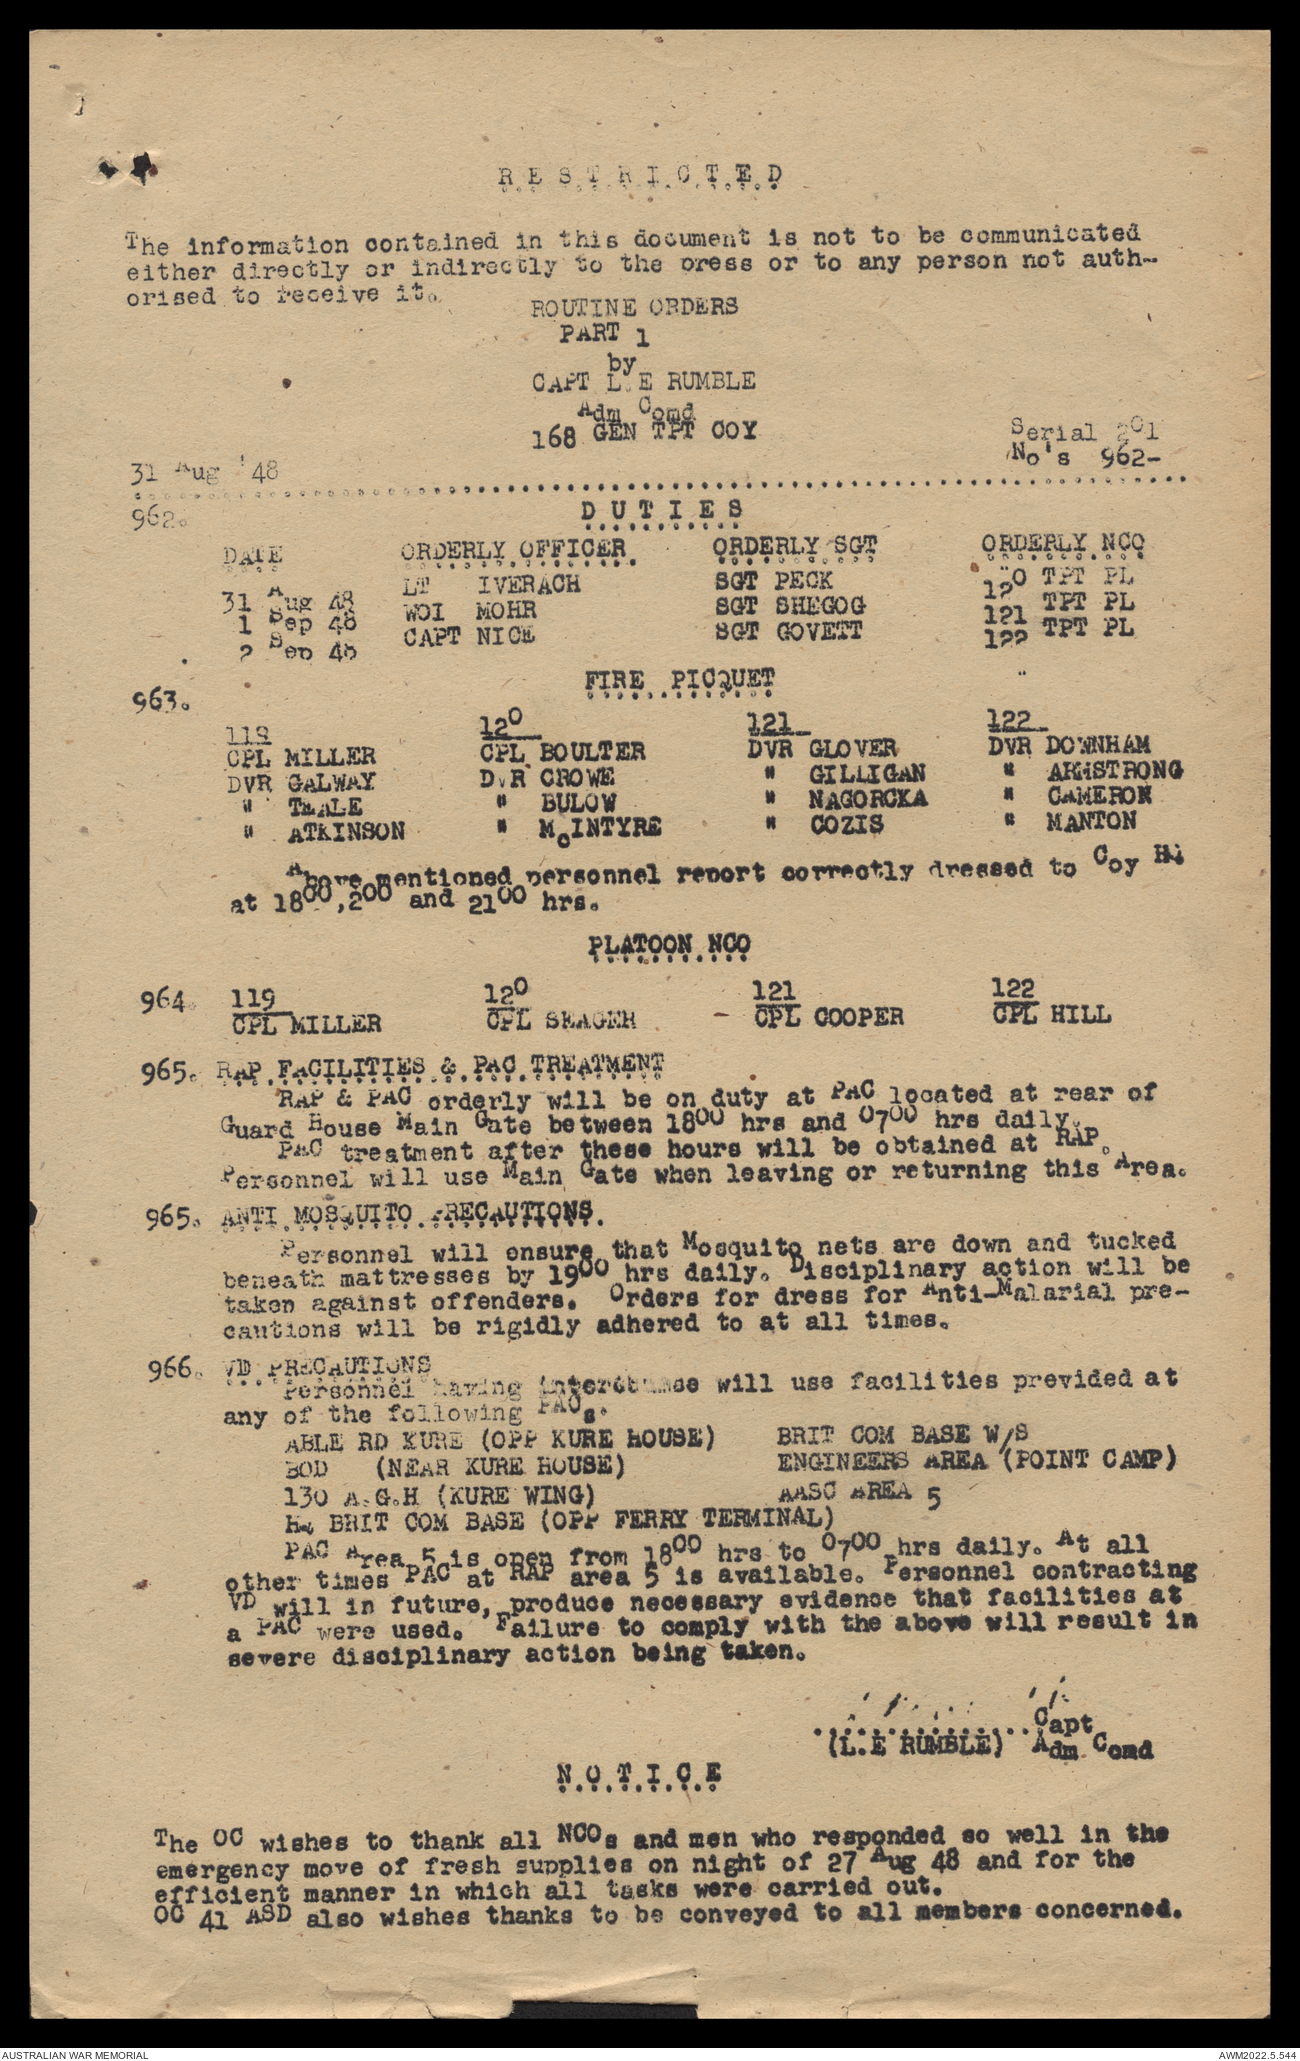 RESTRICTED
The information contained in this document is not to be communicated
either directly or indirectly to the press or to any person not auth-
orised to receive it.
ROUTINE ORDERS
PART 1
by
CAPT L.E RUMBLE
Adm Comd
168 GEN TPT COY
Serial 201
No's 962-
31 Aug '48
962. DUTIES
DATE ORDERLY OFFICER ORDERLY SGT ORDERLY NCO
31 Aug 48 LT IVERACH SGT PECK 120 TPT PL
1 Sep 48 WOI MOHR SGT SHEGOG 121 TPT PL
2 Sep 48 CAPT NICE SGT GOVETT 122 TPT PL
FIRE PICQUET
963.
119 120 121 122
CPL MILLER CPL BOULTER DVR GLOVER DVR DOWNHAM
DVR GALWAY DVR CROWE " GILLIGAN " ARMSTRONG
" TEALE " BULOW " NAGORCKA " CAMERON
" ATKINSON " McINTYRE " COZIS " MANTON
Above mentioned personnel report correctly dressed to Coy HQ
at 1800,200 and 2100 hrs.
PLATOON NCO
964. 119 120 121 122
CPL MILLER CPL SEAGER - CPL COOPER CPL HILL
965. RAP FACILITIES & PAC TREATMENT
RAP & PAC orderly will be on duty at PAC located at rear of
Guard House Main Gate between 1800 hrs and 0700 hrs daily.
PAC treatment after these hours will be obtained at RAP.
Personnel will use Main Gate when leaving or returning this Area.
965. ANTI MOSQUITO PRECAUTIONS.
Personnel will ensure that Mosquito nets are down and tucked
beneath mattresses by 1900 hrs daily. Disciplinary action will be
taken against offenders. Orders for dress for Anti-Malarial pre-
cautions will be rigidly adhered to at all times.
966. VD PRECAUTIONS
Personnel having intercourse will use facilities previded at
any of the following PACs.
ABLE RD KURE (OPP KURE HOUSE) BRIT COM BASE W/S
BOD (NEAR KURE HOUSE) ENGINEERS AREA (POINT CAMP)
130 A.G.H (KURE WING) AASC AREA 5
HQ BRIT COM BASE (OPP FERRY TERMINAL)
PAC Area 5 is open from 1800 hrs to 0700 hrs daily. At all
other times PAC at RAP area 5 is available. Personnel contracting
VD will in future, produce necessary evidence that facilities at
a PAC were used. Failure to comply with the above will result in
severe disciplinary action being taken.
Capt
(L.E RUMBLE) Adm Comd
NOTICE
The OC wishes to thank all NCOs and men who responded so well in the
emergency move of fresh supplies on night of 27 Aug 48 and for the
efficient manner in which all tasks were carried out.
OC 41 ASD also wishes thanks to be conveyed to all members concerned.
AUSTRALIAN WAR MEMORIAL AWM2022.5.544